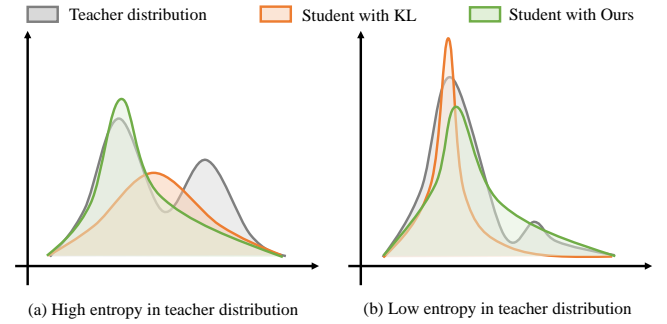 Teacher distribution Student with KL Student with Ours
(a) High entropy in teacher distribution (b) Low entropy in teacher distribution